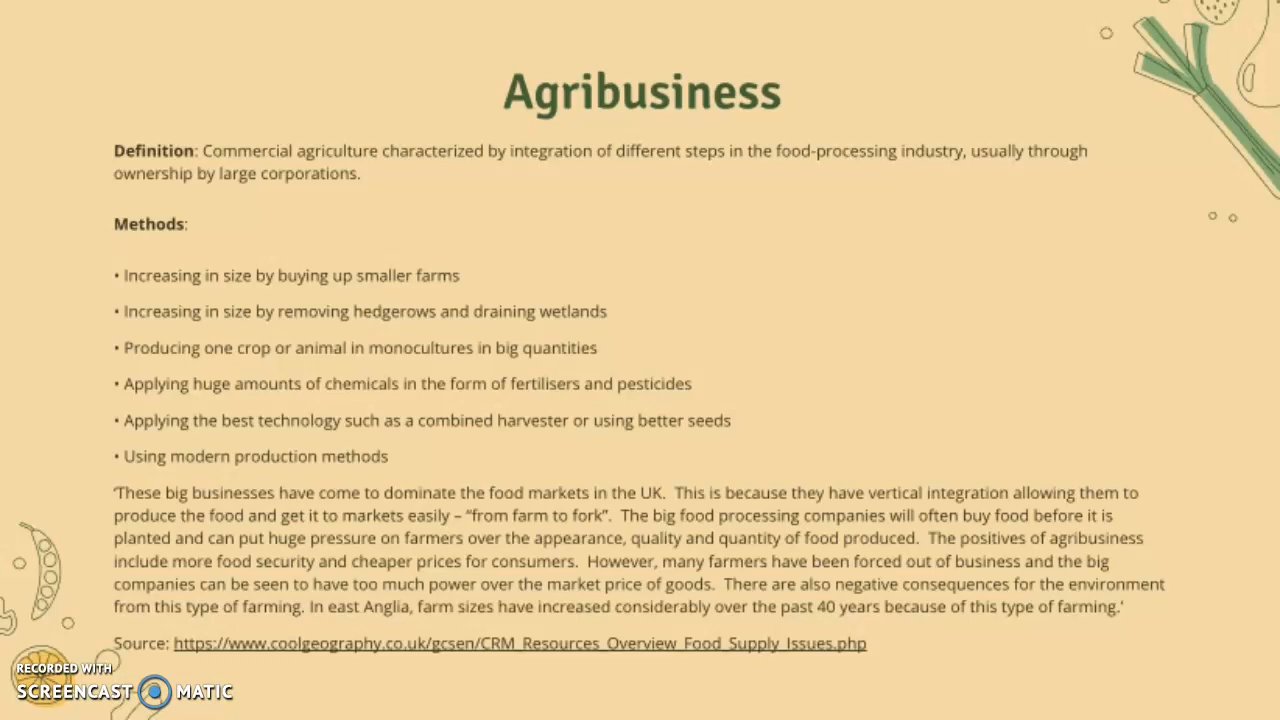 Agribusiness
Definition: Commercial agriculture characterized by integration of different steps in the food-processing industry, usually through
ownership by large corporations.
Methods:
• Increasing in size by buying up smaller farms
• Increasing in size by removing hedgerows and draining wetlands
• Producing one crop or animal in monocultures in big quantities
• Applying huge amounts of chemicals in the form of fertilisers and pesticides
• Applying the best technology such as a combined harvester or using better seeds
• Using modern production methods
‘These big businesses have come to dominate the food markets in the UK.  This is because they have vertical integration allowing them to
produce the food and get it to markets easily – “from farm to fork”.  The big food processing companies will often buy food before it is
planted and can put huge pressure on farmers over the appearance, quality and quantity of food produced.  The positives of agribusiness
include more food security and cheaper prices for consumers.  However, many farmers have been forced out of business and the big
companies can be seen to have too much power over the market price of goods.  There are also negative consequences for the environment
from this type of farming. In east Anglia, farm sizes have increased considerably over the past 40 years because of this type of farming.’
Source: https://www.coolgeography.co.uk/gcsen/CRM_Resources_Overview_Food_Supply_Issues.php
RECORDED WITH
SCREENCAST MATIC